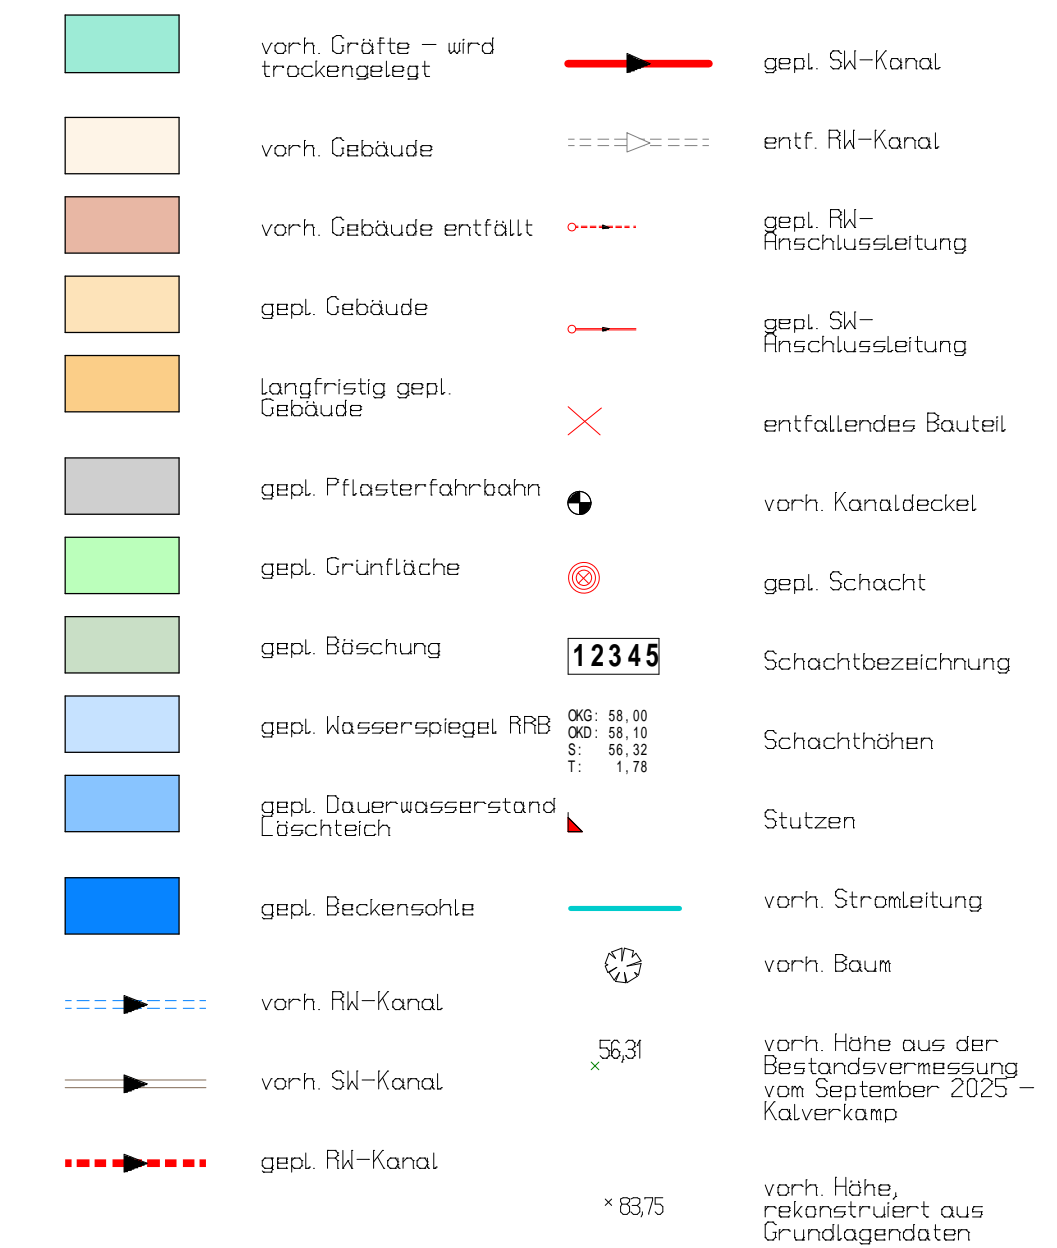 vorh. Gräfte – wird
trockengelegt
vorh. Gebäude
vorh. Gebäude entfällt
gepl. Gebäude
langfristig gepl.
Gebäude
gepl. Pflasterfahrbahn
gepl. Grünfläche
gepl. Böschung
gepl. Wasserspiegel RRB
gepl. Dauerwasserstand
Löschteich
gepl. Beckensohle
vorh. RW-Kanal
vorh. SW-Kanal
gepl. RW-Kanal
gepl. SW-Kanal
entf. RW-Kanal
gepl. RW-
Anschlussleitung
gepl. SW-
Anschlussleitung
entfallendes Bauteil
vorh. Kanaldeckel
gepl. Schacht
12345
Schachtbezeichnung
OKG: 58,00
OKD: 58,10
S: 56,32
T: 1,78
Schachthöhen
Stutzen
vorh. Stromleitung
vorh. Baum
56,31
vorh. Höhe aus der
Bestandsvermessung
vom September 2025 –
Kalverkamp
83,75
vorh. Höhe,
rekonstruiert aus
Grundlagendaten